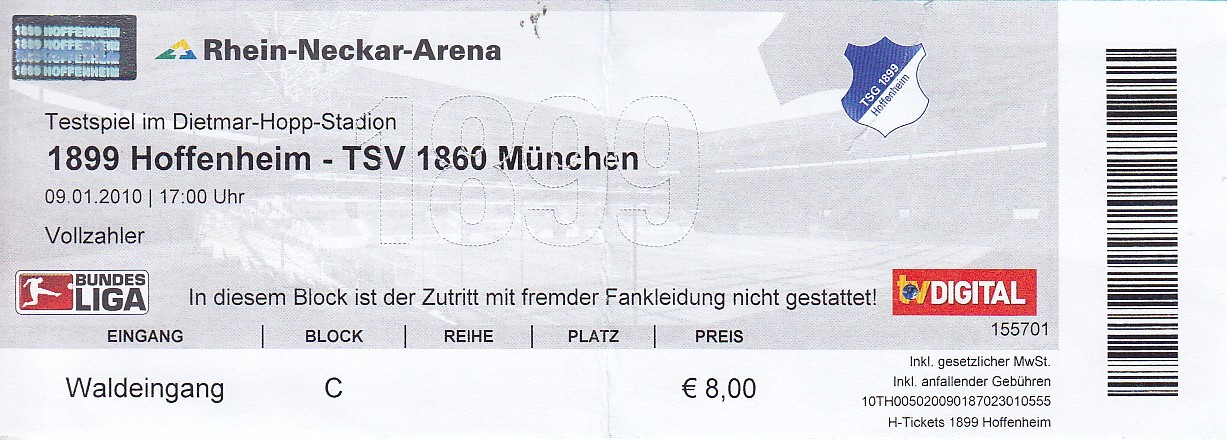 1899 HOFFENHEIM
1899 HOFFENHEIM
1899 HOFFENHEIM
Rhein-Neckar-Arena
TSG 1899
Hoffenheim
1899
Testspiel im Dietmar-Hopp-Stadion
1899 Hoffenheim - TSV 1860 München
09.01.2010 | 17:00 Uhr
Vollzahler
BUNDES
LIGA
In diesem Block ist der Zutritt mit fremder Fankleidung nicht gestattet!
tv DIGITAL
155701
EINGANG | BLOCK | REIHE | PLATZ | PREIS
Waldeingang C € 8,00
Inkl. gesetzlicher MwSt.
Inkl. anfallender Gebühren
10TH005020090187023010555
H-Tickets 1899 Hoffenheim